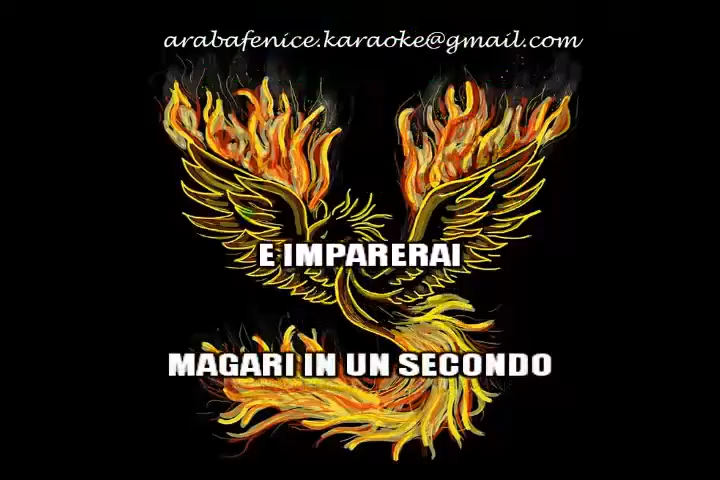 arabafenice.karaoke@gmail.com
E IMPARERAI
MAGARI IN UN SECONDO